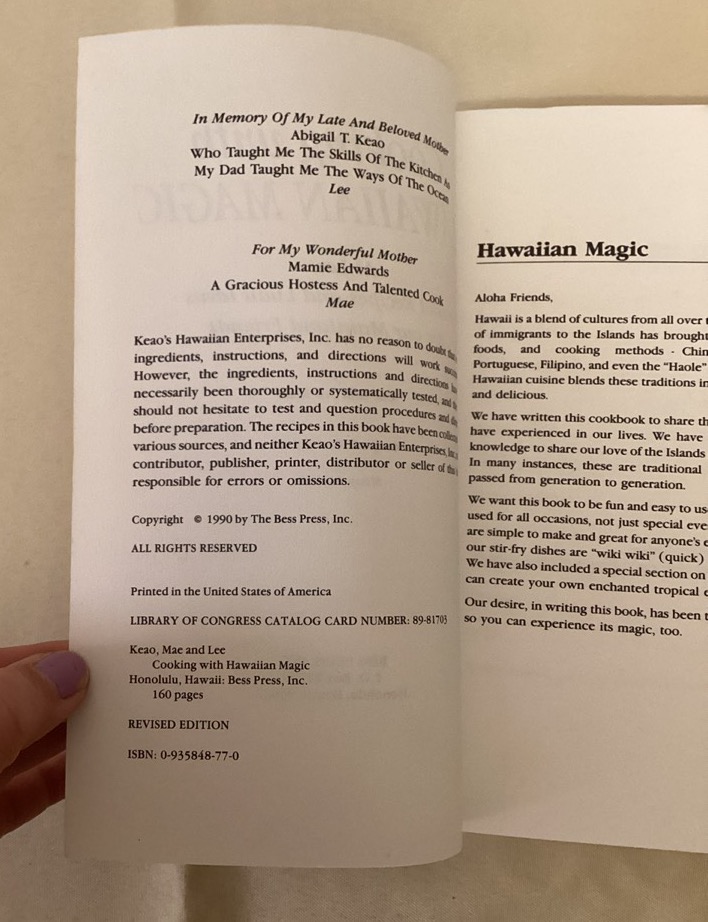 In Memory Of My Late And Beloved Mother
Abigail T. Keao
Who Taught Me The Skills Of The Kitchen As
My Dad Taught Me The Ways Of The Ocean
Lee
For My Wonderful Mother
Mamie Edwards
A Gracious Hostess And Talented Cook
Mae
Keao's Hawaiian Enterprises, Inc. has no reason to doubt
ingredients, instructions, and directions will work
However, the ingredients, instructions and directions
necessarily been thoroughly or systematically tested, and
should not hesitate to test and question procedures and
before preparation. The recipes in this book have been
various sources, and neither Keao's Hawaiian Enterprises,
contributor, publisher, printer, distributor or seller of
responsible for errors or omissions.
Copyright © 1990 by The Bess Press, Inc.
ALL RIGHTS RESERVED
Printed in the United States of America
LIBRARY OF CONGRESS CATALOG CARD NUMBER: 89-81703
Keao, Mae and Lee
Cooking with Hawaiian Magic
Honolulu, Hawaii: Bess Press, Inc.
160 pages
REVISED EDITION
ISBN: 0-935848-77-0
Hawaiian Magic
Aloha Friends,
Hawaii is a blend of cultures from all over
of immigrants to the Islands has brought
foods, and cooking methods - 
Portuguese, Filipino, and even the "Haole"
Hawaiian cuisine blends these traditions
and delicious.
We have written this cookbook to share
have experienced in our lives. We have
knowledge to share our love of the Islands
In many instances, these are traditional
passed from generation to generation.
We want this book to be fun and easy to
used for all occasions, not just special
are simple to make and great for anyone's
our stir-fry dishes are "wiki wiki" (quick)
We have also included a special section on
can create your own enchanted tropical
Our desire, in writing this book, has been
so you can experience its magic, too.